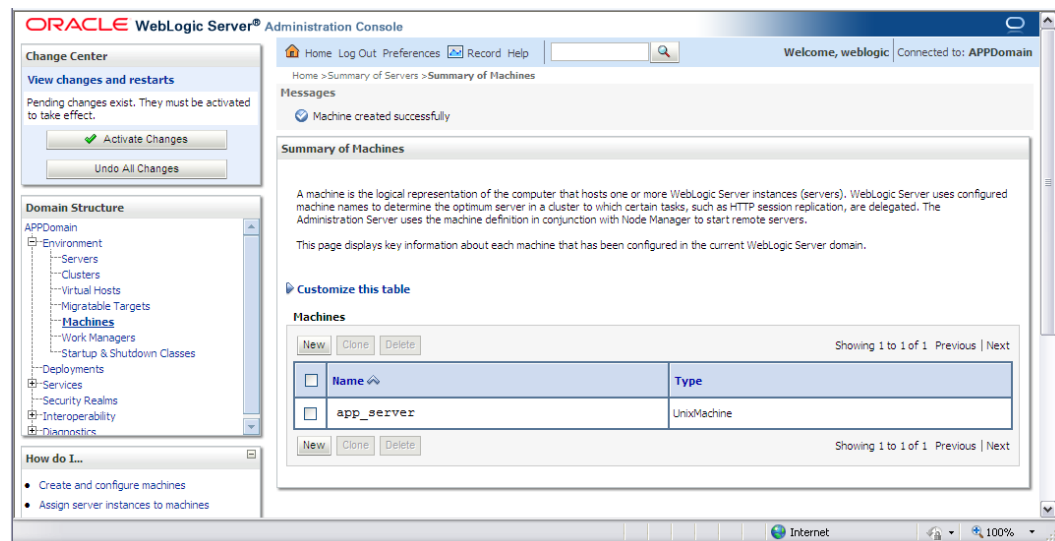 ORACLE WebLogic Server® Administration Console
Change Center
View changes and restarts
Pending changes exist. They must be activated
to take effect.
Activate Changes
Undo All Changes
Domain Structure
APPDomain
Environment
Servers
Clusters
Virtual Hosts
Migratable Targets
Machines
Work Managers
Startup & Shutdown Classes
Deployments
Services
Security Realms
Interoperability
Diagnostics
How do I...
Create and configure machines
Assign server instances to machines
Home Log Out Preferences Record Help
Welcome, weblogic Connected to: APPDomain
Home >Summary of Servers >Summary of Machines
Messages
Machine created successfully
Summary of Machines
A machine is the logical representation of the computer that hosts one or more WebLogic Server instances (servers). WebLogic Server uses configured
machine names to determine the optimum server in a cluster to which certain tasks, such as HTTP session replication, are delegated. The
Administration Server uses the machine definition in conjunction with Node Manager to start remote servers.
This page displays key information about each machine that has been configured in the current WebLogic Server domain.
Customize this table
Machines
New Clone Delete Showing 1 to 1 of 1 Previous | Next
Name Type
app_server UnixMachine
New Clone Delete Showing 1 to 1 of 1 Previous | Next
Internet 100%